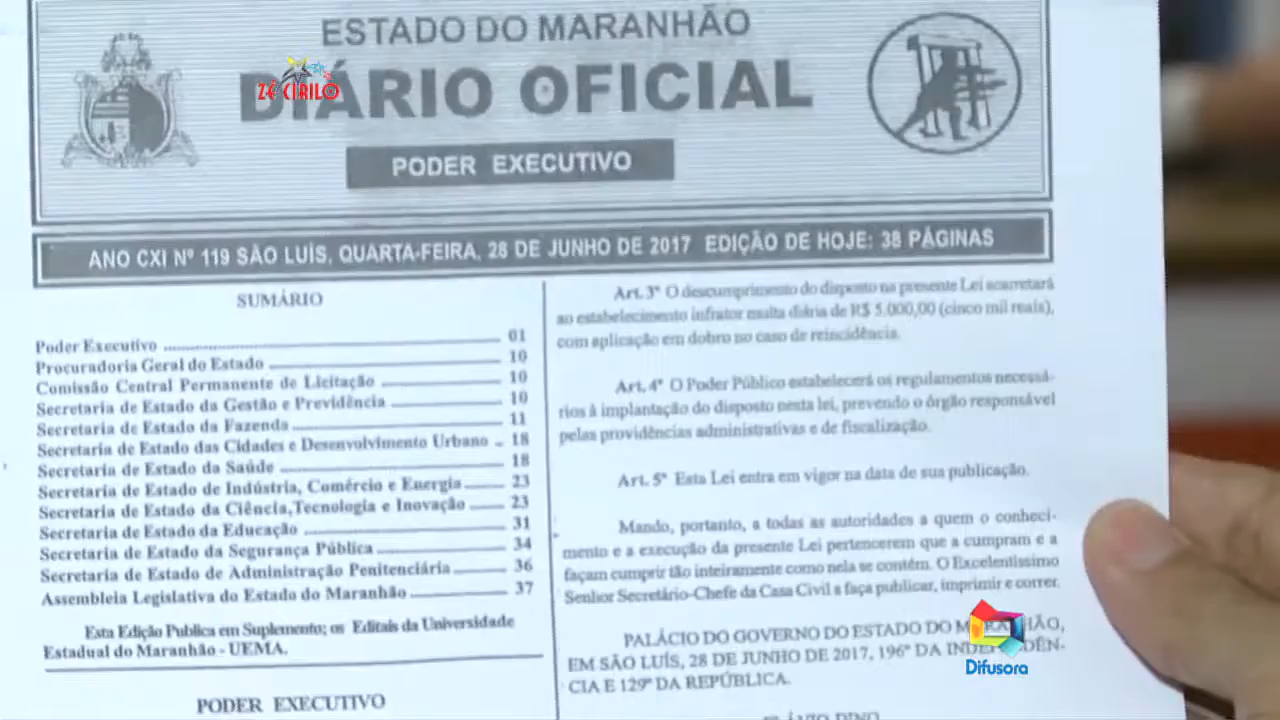 ESTADO DO MARANHÃO
DIÁRIO OFICIAL
ZÉ CIRILO
PODER EXECUTIVO
ANO CXI Nº 119 SÃO LUÍS, QUARTA-FEIRA, 28 DE JUNHO DE 2017 EDIÇÃO DE HOJE: 38 PÁGINAS
SUMÁRIO
Poder Executivo 01
Procuradoria Geral do Estado 10
Comissão Central Permanente de Licitação 10
Secretaria de Estado da Gestão e Previdência 10
Secretaria de Estado da Fazenda 11
Secretaria de Estado das Cidades e Desenvolvimento Urbano 18
Secretaria de Estado da Saúde 18
Secretaria de Estado de Indústria, Comércio e Energia 23
Secretaria de Estado da Ciência,Tecnologia e Inovação 23
Secretaria de Estado da Educação 31
Secretaria de Estado da Segurança Pública 34
Secretaria de Estado de Administração Penitenciária 36
Assembleia Legislativa do Estado do Maranhão 37
Esta Edição Publica em Suplemento; os Editais da Universidade
Estadual do Maranhão - UEMA.
PODER EXECUTIVO
Art. 3º O descumprimento do disposto na presente Lei acarretará
ao estabelecimento infrator multa diária de R$ 5.000,00 (cinco mil reais),
com aplicação em dobro no caso de reincidência.
Art. 4º O Poder Público estabelecerá os regulamentos necessá-
rios à implantação do disposto nesta lei, prevendo o órgão responsável
pelas providências administrativas e de fiscalização.
Art. 5º Esta Lei entra em vigor na data de sua publicação.
Mando, portanto, a todas as autoridades a quem o conheci-
mento e a execução da presente Lei pertencerem que a cumpram e a
façam cumprir tão inteiramente como nela se contém. O Excelentíssimo
Senhor Secretário-Chefe da Casa Civil a faça publicar, imprimir e correr.
PALÁCIO DO GOVERNO DO ESTADO DO MARANHÃO,
EM SÃO LUÍS, 28 DE JUNHO DE 2017, 196º DA INDEPENDÊN-
CIA E 129º DA REPÚBLICA.
FLÁVIO DINO
Difusora